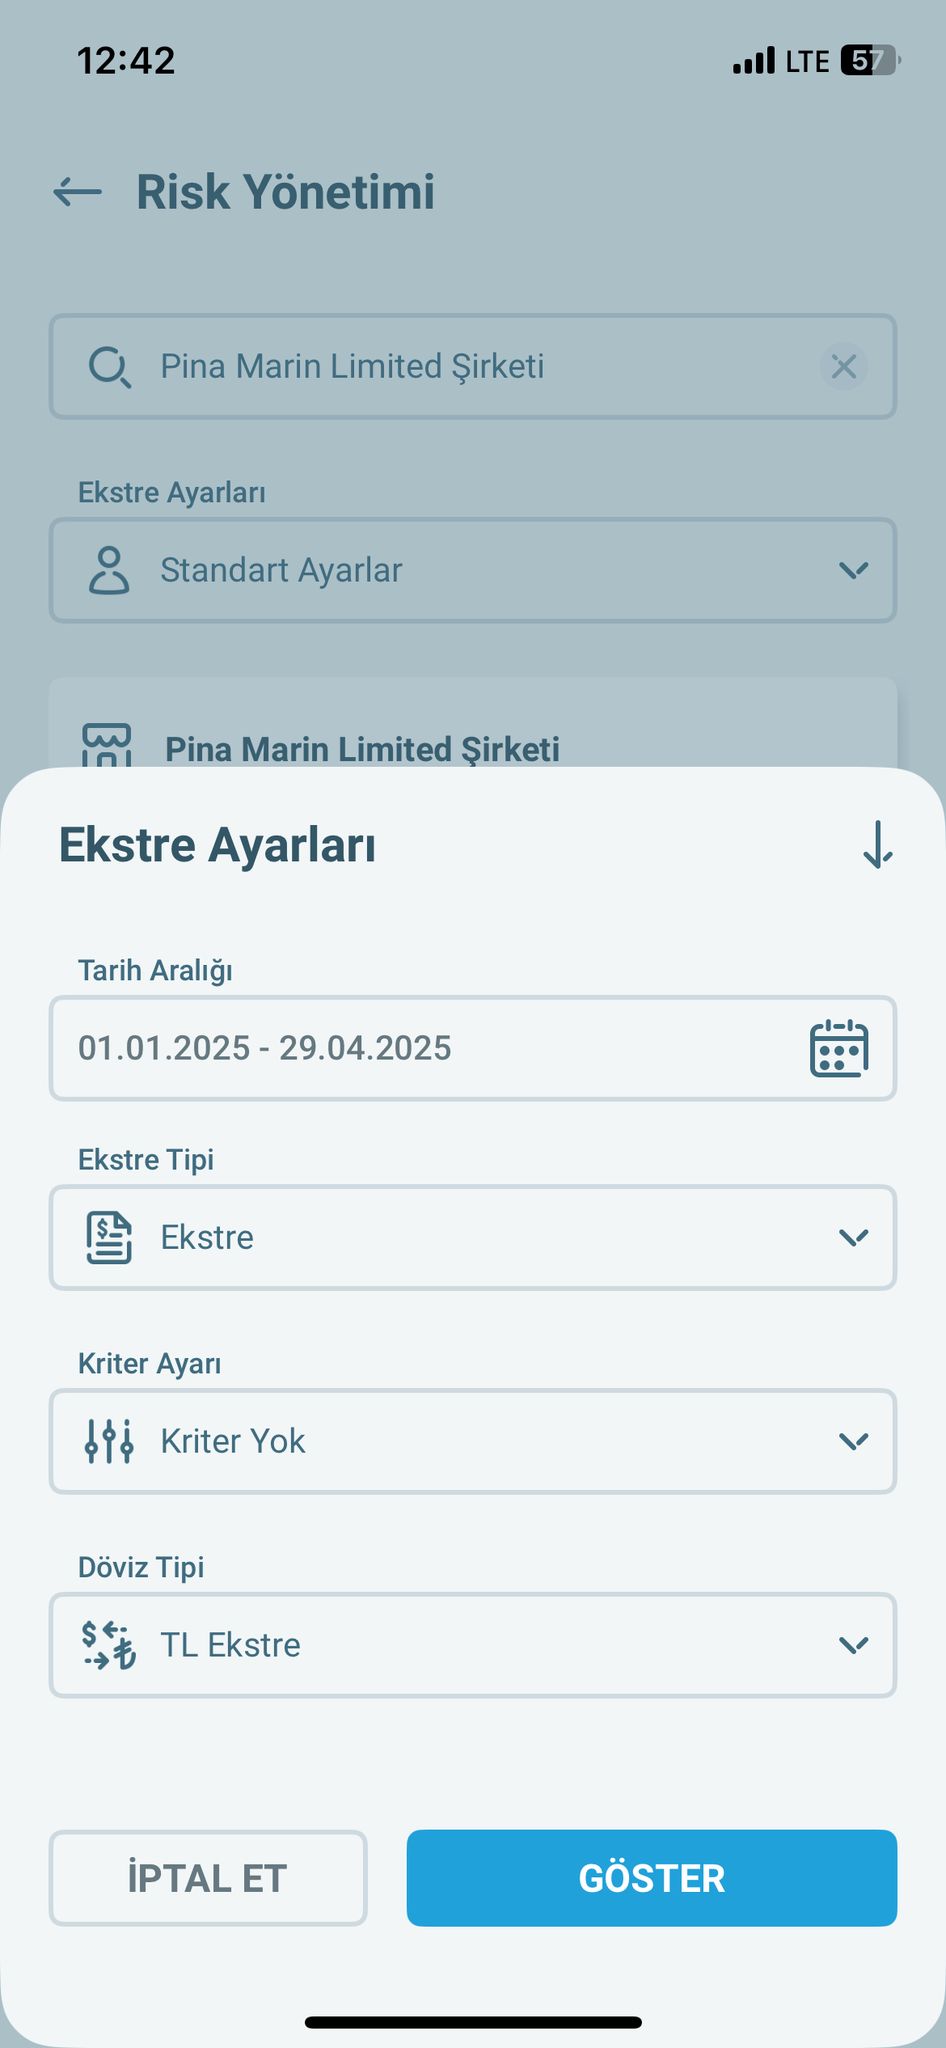 12:42
LTE 57
Risk Yönetimi
Pina Marin Limited Şirketi
Ekstre Ayarları
Standart Ayarlar
Pina Marin Limited Şirketi
Ekstre Ayarları
Tarih Aralığı
01.01.2025 - 29.04.2025
Ekstre Tipi
Ekstre
Kriter Ayarı
Kriter Yok
Döviz Tipi
TL Ekstre
İPTAL ET
GÖSTER